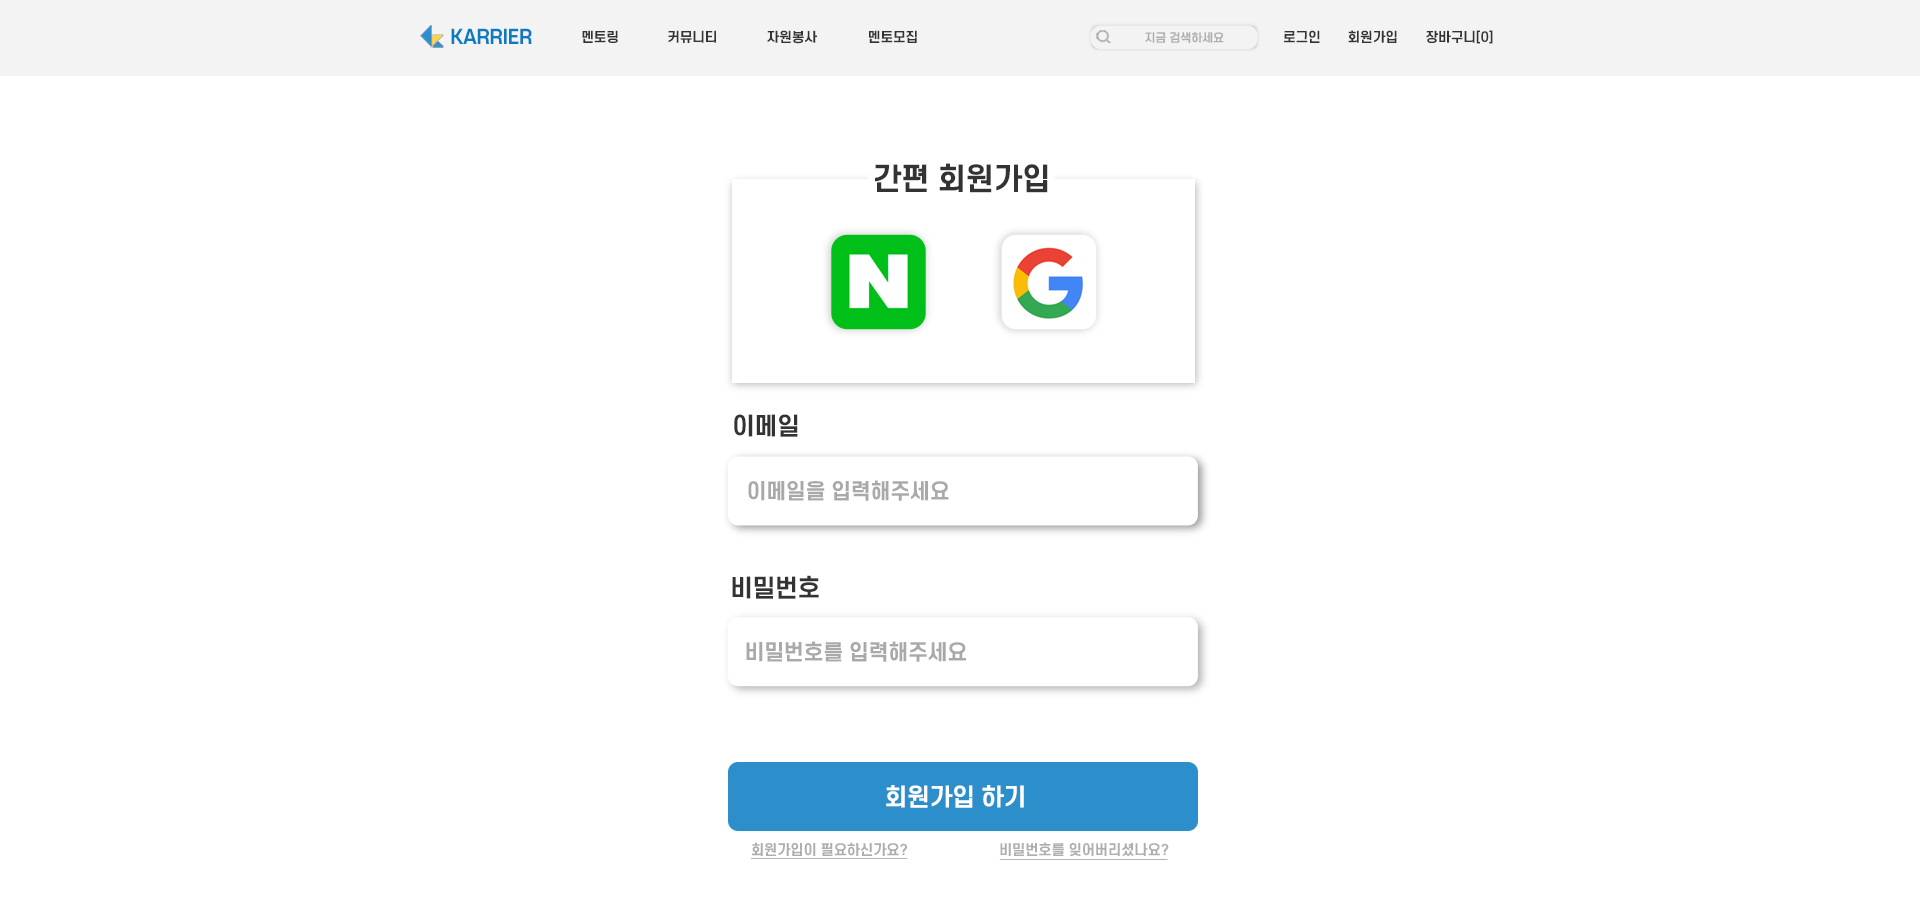 KARRIER 멘토링 커뮤니티 자원봉사 멘토모집 지금 검색하세요 로그인 회원가입 장바구니[0]
간편 회원가입
N G
이메일
이메일을 입력해주세요
비밀번호
비밀번호를 입력해주세요
회원가입 하기
회원가입이 필요하신가요? 비밀번호를 잊어버리셨나요?